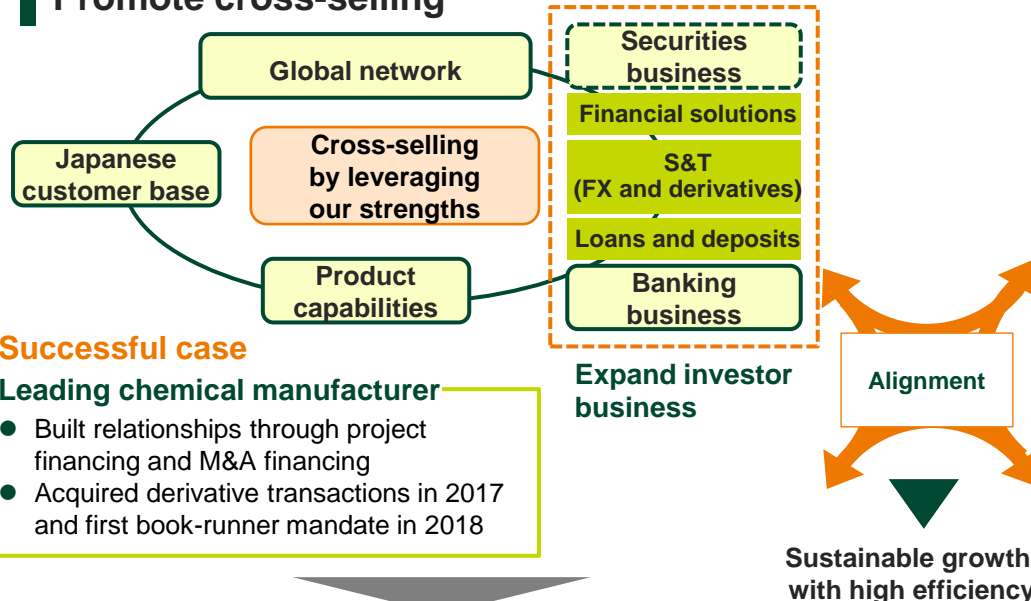 Promote cross-selling
Securities
business
Global network
Financial solutions
Cross-selling
by leveraging
our strengths
Japanese
customer base
S&T
(FX and derivatives)
Loans and deposits
Product
capabilities
Banking
business
Successful case
Expand investor
business
Alignment
Leading chemical manufacturer
● Built relationships through project
financing and M&A financing
● Acquired derivative transactions in 2017
and first book-runner mandate in 2018
Sustainable growth
with high efficiency